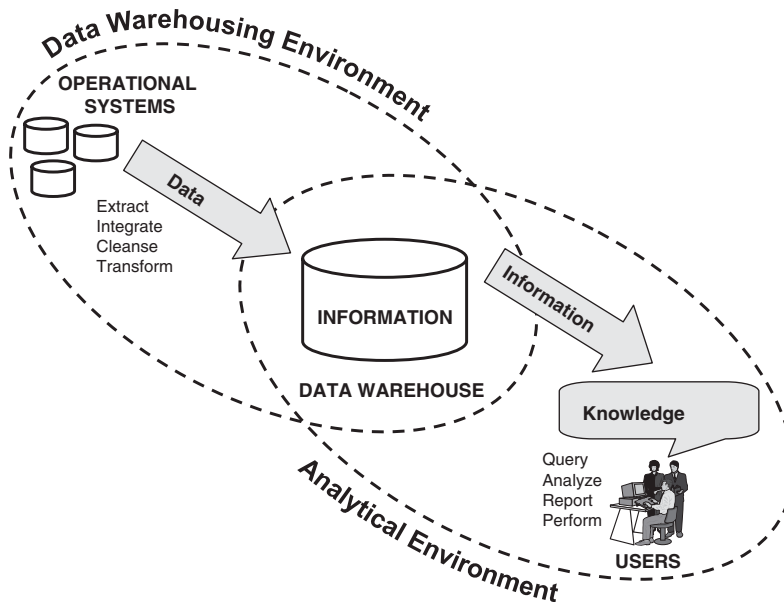 Data Warehousing Environment
OPERATIONAL
SYSTEMS
Data
Extract
Integrate
Cleanse
Transform
INFORMATION
DATA WAREHOUSE
Information
Knowledge
Query
Analyze
Report
Perform
USERS
Analytical Environment